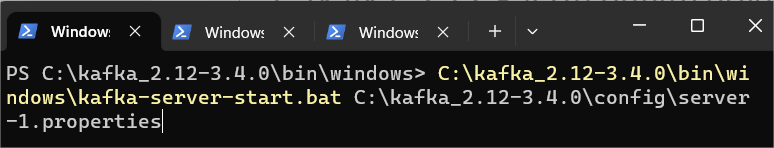 Windows
Windows
Windows
PS C:\kafka_2.12-3.4.0\bin\windows> C:\kafka_2.12-3.4.0\bin\wi
ndows\kafka-server-start.bat C:\kafka_2.12-3.4.0\config\server
-1.properties